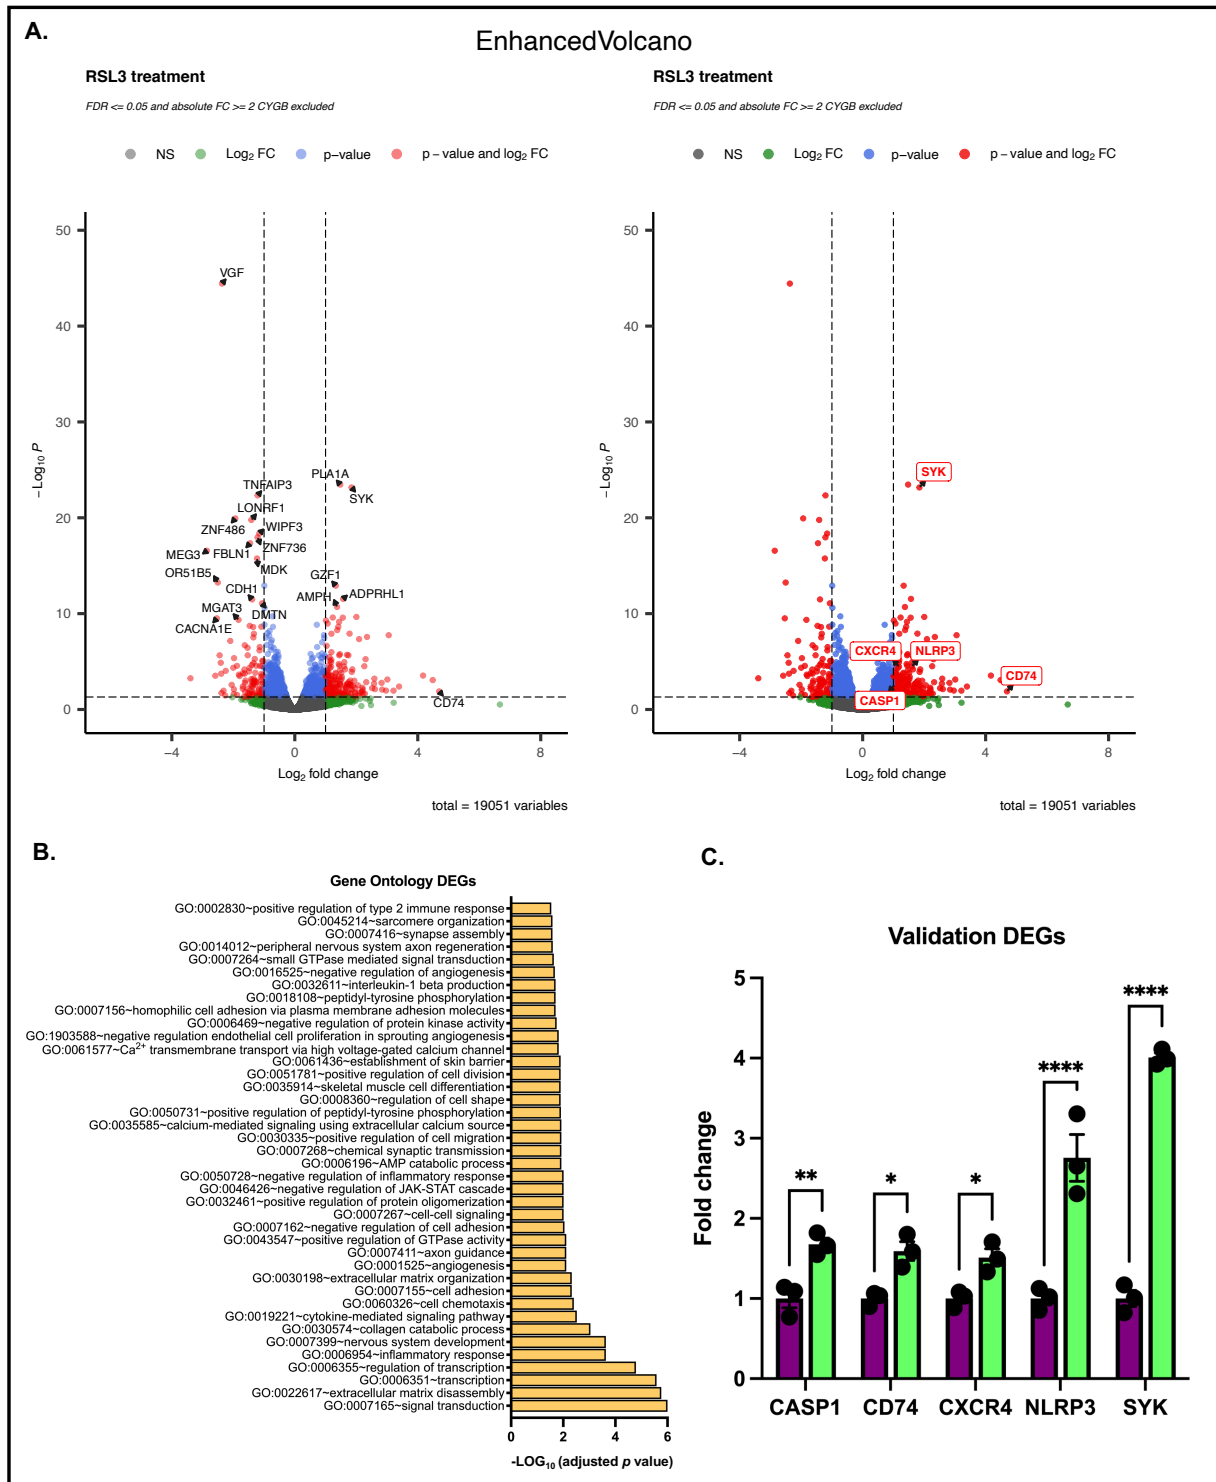 A.
EnhancedVolcano
RSL3 treatment
FDR <= 0.05 and absolute FC >= 2 CYGB excluded
NS Log₂ FC p−value p − value and log₂ FC
50
40
30
20
10
0
−Log₁₀ P
VGF
PLA1A
TNFAIP3
SYK
LONRF1
ZNF486
WIPF3
MEG3
FBLN1
ZNF736
OR51B5
MDK
GZF1
CDH1
AMPH
ADPRHL1
MGAT3
DMTN
CACNA1E
CD74
−4 0 4 8
Log₂ fold change
total = 19051 variables
RSL3 treatment
FDR <= 0.05 and absolute FC >= 2 CYGB excluded
NS Log₂ FC p−value p − value and log₂ FC
50
40
30
20
10
0
−Log₁₀ P
SYK
CXCR4
NLRP3
CD74
CASP1
−4 0 4 8
Log₂ fold change
total = 19051 variables
B.
Gene Ontology DEGs
GO:0002830~positive regulation of type 2 immune response
GO:0045214~sarcomere organization
GO:0007416~synapse assembly
GO:0014012~peripheral nervous system axon regeneration
GO:0007264~small GTPase mediated signal transduction
GO:0016525~negative regulation of angiogenesis
GO:0032611~interleukin-1 beta production
GO:0018108~peptidyl-tyrosine phosphorylation
GO:0007156~homophilic cell adhesion via plasma membrane adhesion molecules
GO:0006469~negative regulation of protein kinase activity
GO:1903588~negative regulation endothelial cell proliferation in sprouting angiogenesis
GO:0061577~Ca²⁺ transmembrane transport via high voltage-gated calcium channel
GO:0061436~establishment of skin barrier
GO:0051781~positive regulation of cell division
GO:0035914~skeletal muscle cell differentiation
GO:0008360~regulation of cell shape
GO:0050731~positive regulation of peptidyl-tyrosine phosphorylation
GO:0035585~calcium-mediated signaling using extracellular calcium source
GO:0030335~positive regulation of cell migration
GO:0007268~chemical synaptic transmission
GO:0006196~AMP catabolic process
GO:0050728~negative regulation of inflammatory response
GO:0046426~negative regulation of JAK-STAT cascade
GO:0032461~positive regulation of protein oligomerization
GO:0007267~cell-cell signaling
GO:0007162~negative regulation of cell adhesion
GO:0043547~positive regulation of GTPase activity
GO:0007411~axon guidance
GO:0001525~angiogenesis
GO:0030198~extracellular matrix organization
GO:0007155~cell adhesion
GO:0060326~cell chemotaxis
GO:0019221~cytokine-mediated signaling pathway
GO:0030574~collagen catabolic process
GO:0007399~nervous system development
GO:0006954~inflammatory response
GO:0006355~regulation of transcription
GO:0006351~transcription
GO:0022617~extracellular matrix disassembly
GO:0007165~signal transduction
0 2 4 6
-LOG₁₀ (adjusted p value)
C.
Validation DEGs
5
4
3
2
1
0
Fold change
** * * **** ****
CASP1 CD74 CXCR4 NLRP3 SYK